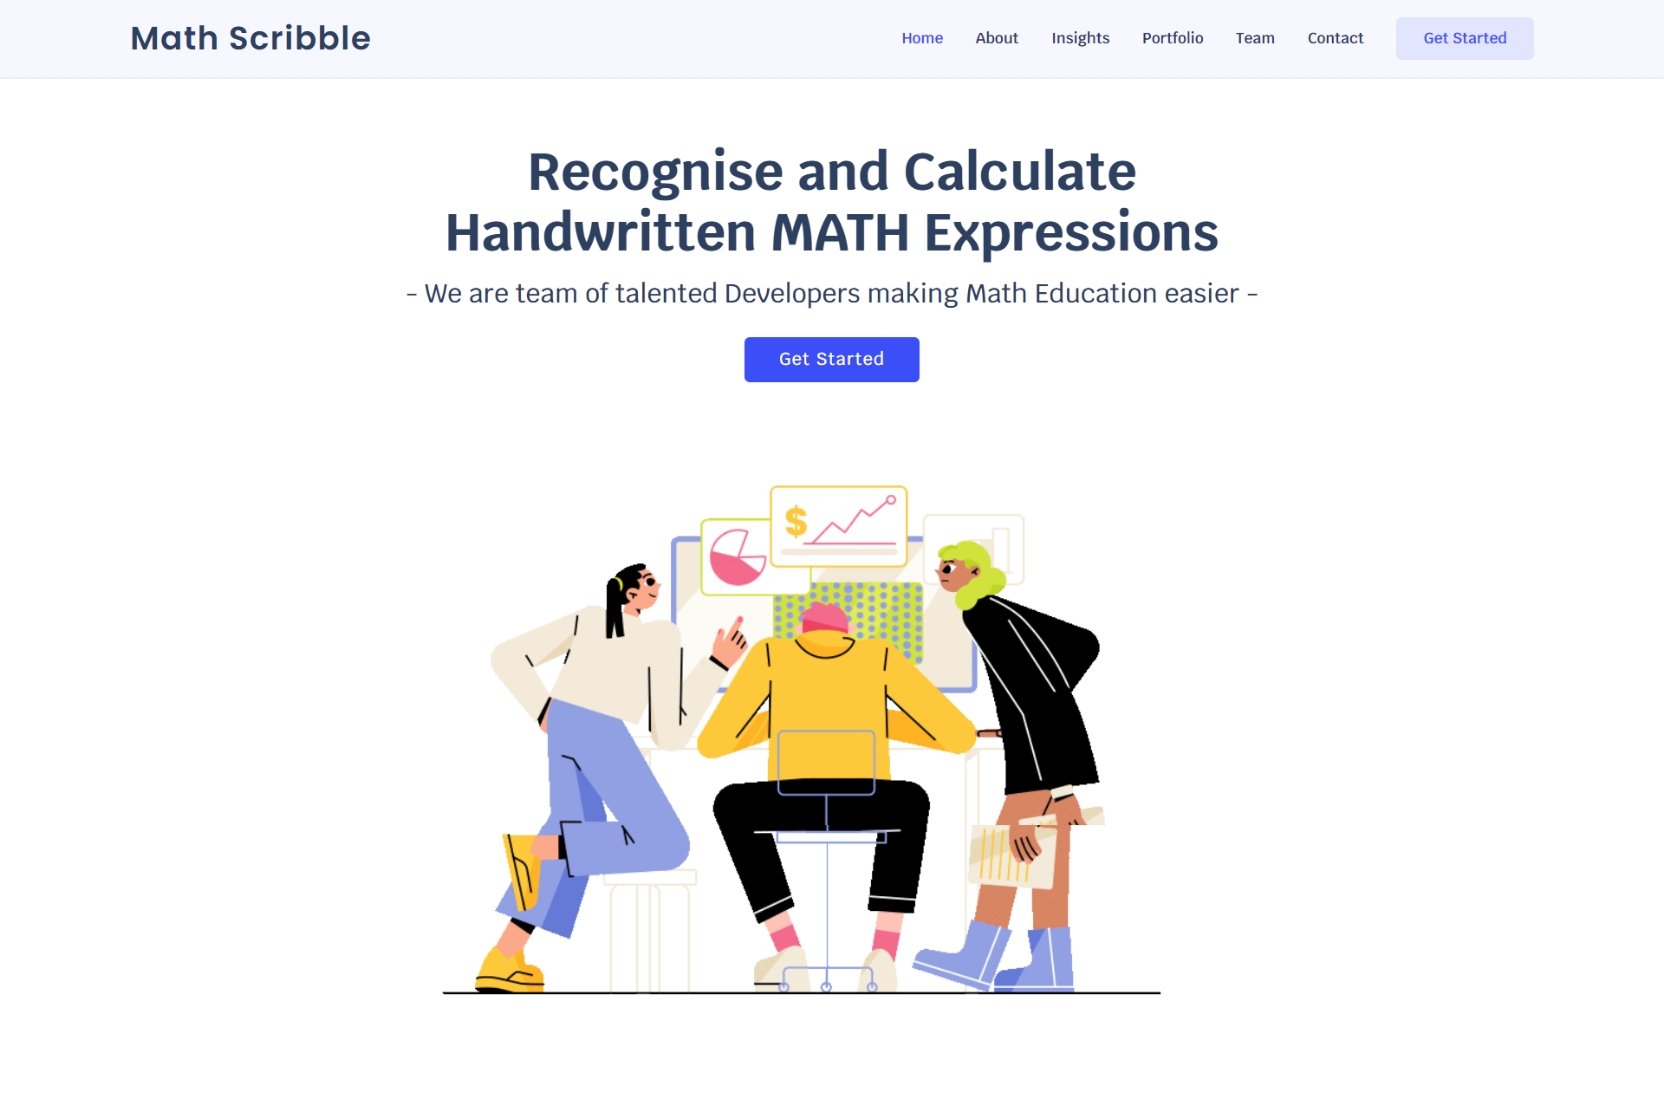 Math Scribble
Home About Insights Portfolio Team Contact Get Started
Recognise and Calculate
Handwritten MATH Expressions
- We are team of talented Developers making Math Education easier -
Get Started
$